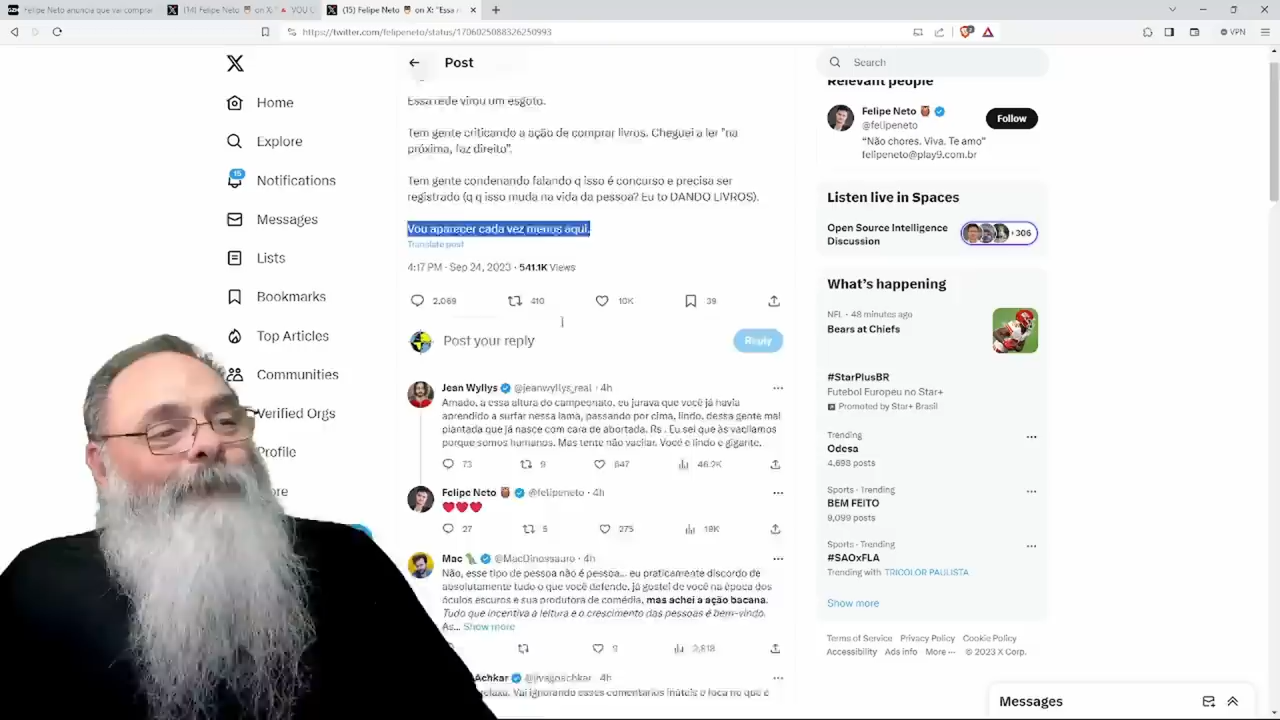 Felipe Neto anuncia que vai comprar
(14) Felipe Neto on X: "🔺 YOU C
(15) Felipe Neto on X: "Essa r
https://twitter.com/felipeneto/status/1706025088326250993
VPN
Home
Explore
15
Notifications
Messages
Lists
Bookmarks
Top Articles
Communities
Verified Orgs
Profile
Post
Essa rede virou um esgoto.
Tem gente criticando a ação de comprar livros. Cheguei a ler "na
próxima, faz direito".
Tem gente condenando falando q isso é concurso e precisa ser
registrado (q q isso muda na vida da pessoa? Eu to DANDO LIVROS).
Vou aparecer cada vez menos aqui.
Translate post
4:17 PM · Sep 24, 2023 · 541.1K Views
2,069 410 10K 39
Post your reply
Reply
Jean Wyllys @jeanwyllys_real · 4h
Amado, a essa altura do campeonato, eu jurava que você já havia
aprendido a surfar nessa lama, passando por cima, lindo, dessa gente mal
plantada que já nasce com cara de abortada. Rs . Eu sei que às vacilamos
porque somos humanos. Mas tente não vacilar. Você e lindo e gigante.
73 9 647 46.2K
Felipe Neto 🦉 @felipeneto · 4h
❤️❤️❤️
27 5 275 19K
Mac 🦖 @MacDinossauro · 4h
Não, esse tipo de pessoa não é pessoa... eu praticamente discordo de
absolutamente tudo o que você defende, já gostei de você na época dos
óculos escuros e sua produtora de comédia, mas achei a ação bacana.
Tudo que incentiva a leitura e o crescimento das pessoas é bem-vindo.
As... Show more
9 3,818
Achkar @jivagoachkar · 4h
relaxa. Vai ignorando esses comentários inúteis e foca no que é
Search
Relevant people
Felipe Neto 🦉
@felipeneto
Follow
"Não chores. Viva. Te amo"
felipeneto@play9.com.br
Listen live in Spaces
Open Source Intelligence
Discussion
+306
What's happening
NFL · 48 minutes ago
Bears at Chiefs
#StarPlusBR
Futebol Europeu no Star+
Promoted by Star+ Brasil
Trending
Odesa
4,698 posts
Sports · Trending
BEM FEITO
9,099 posts
Sports · Trending
#SAOxFLA
Trending with TRICOLOR PAULISTA
Show more
Terms of Service Privacy Policy Cookie Policy
Accessibility Ads info More ··· © 2023 X Corp.
Messages